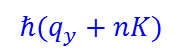 ℏ(q_y + nK)